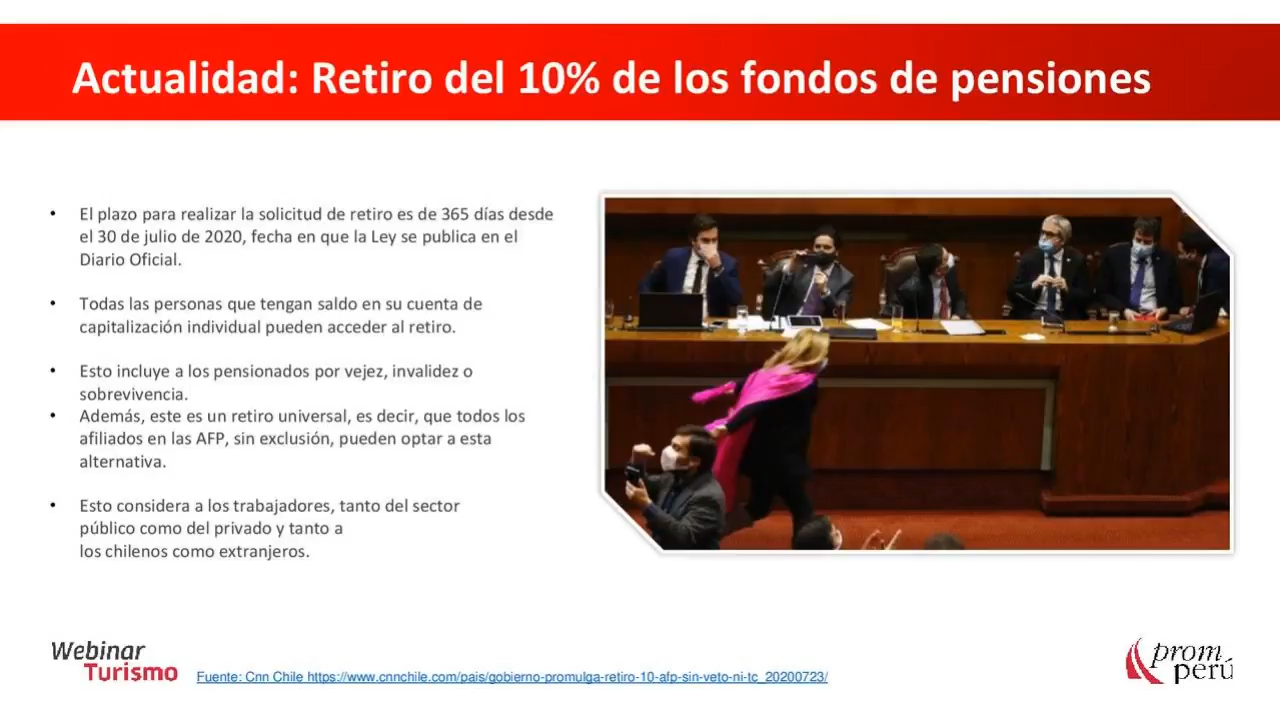 Actualidad: Retiro del 10% de los fondos de pensiones
• El plazo para realizar la solicitud de retiro es de 365 días desde
el 30 de julio de 2020, fecha en que la Ley se publica en el
Diario Oficial.
• Todas las personas que tengan saldo en su cuenta de
capitalización individual pueden acceder al retiro.
• Esto incluye a los pensionados por vejez, invalidez o
sobrevivencia.
• Además, este es un retiro universal, es decir, que todos los
afiliados en las AFP, sin exclusión, pueden optar a esta
alternativa.
• Esto considera a los trabajadores, tanto del sector
público como del privado y tanto a
los chilenos como extranjeros.
Webinar
Turismo
Fuente: Cnn Chile https://www.cnnchile.com/pais/gobierno-promulga-retiro-10-afp-sin-veto-ni-tc_20200723/
prom
perú